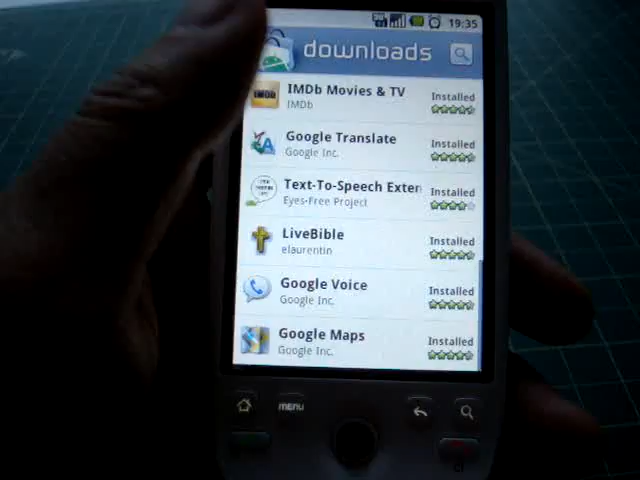 19:35
downloads
IMDb Movies & TV
IMDb
Installed
Google Translate
Google Inc.
Installed
Text-To-Speech Exten
Eyes-Free Project
Installed
LiveBible
elaurentin
Installed
Google Voice
Google Inc.
Installed
Google Maps
Google Inc.
Installed
MENU